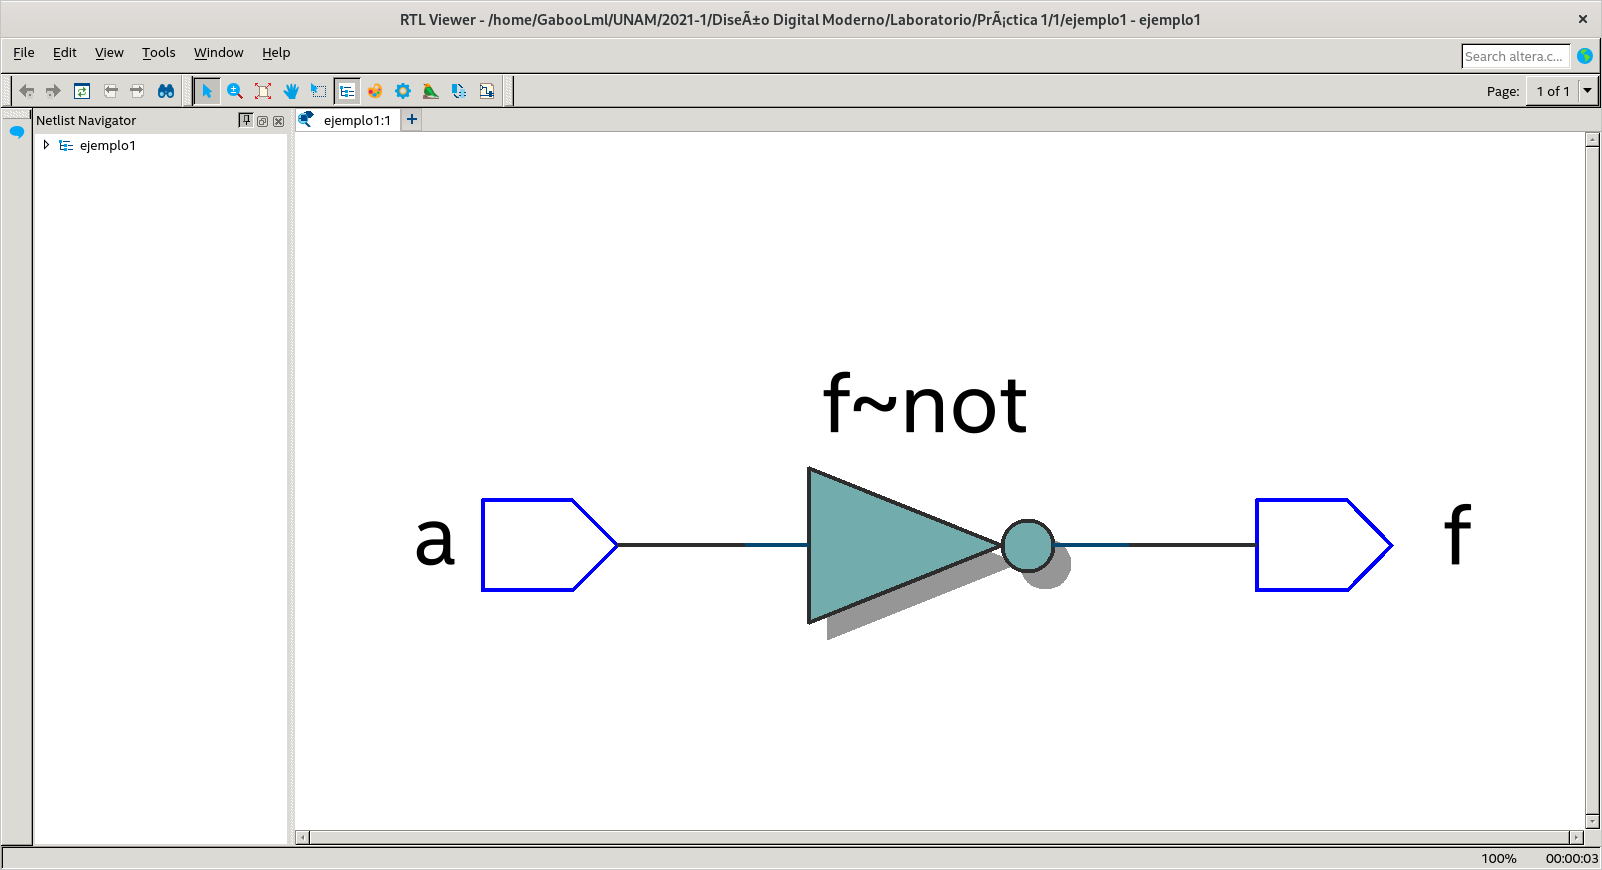 RTL Viewer - /home/GabooLml/UNAM/2021-1/DiseÃ±o Digital Moderno/Laboratorio/PrÃ¡ctica 1/1/ejemplo1 - ejemplo1
File Edit View Tools Window Help
Search altera.c...
Page: 1 of 1
Netlist Navigator
ejemplo1:1
ejemplo1
f~not
a
f
100% 00:00:03